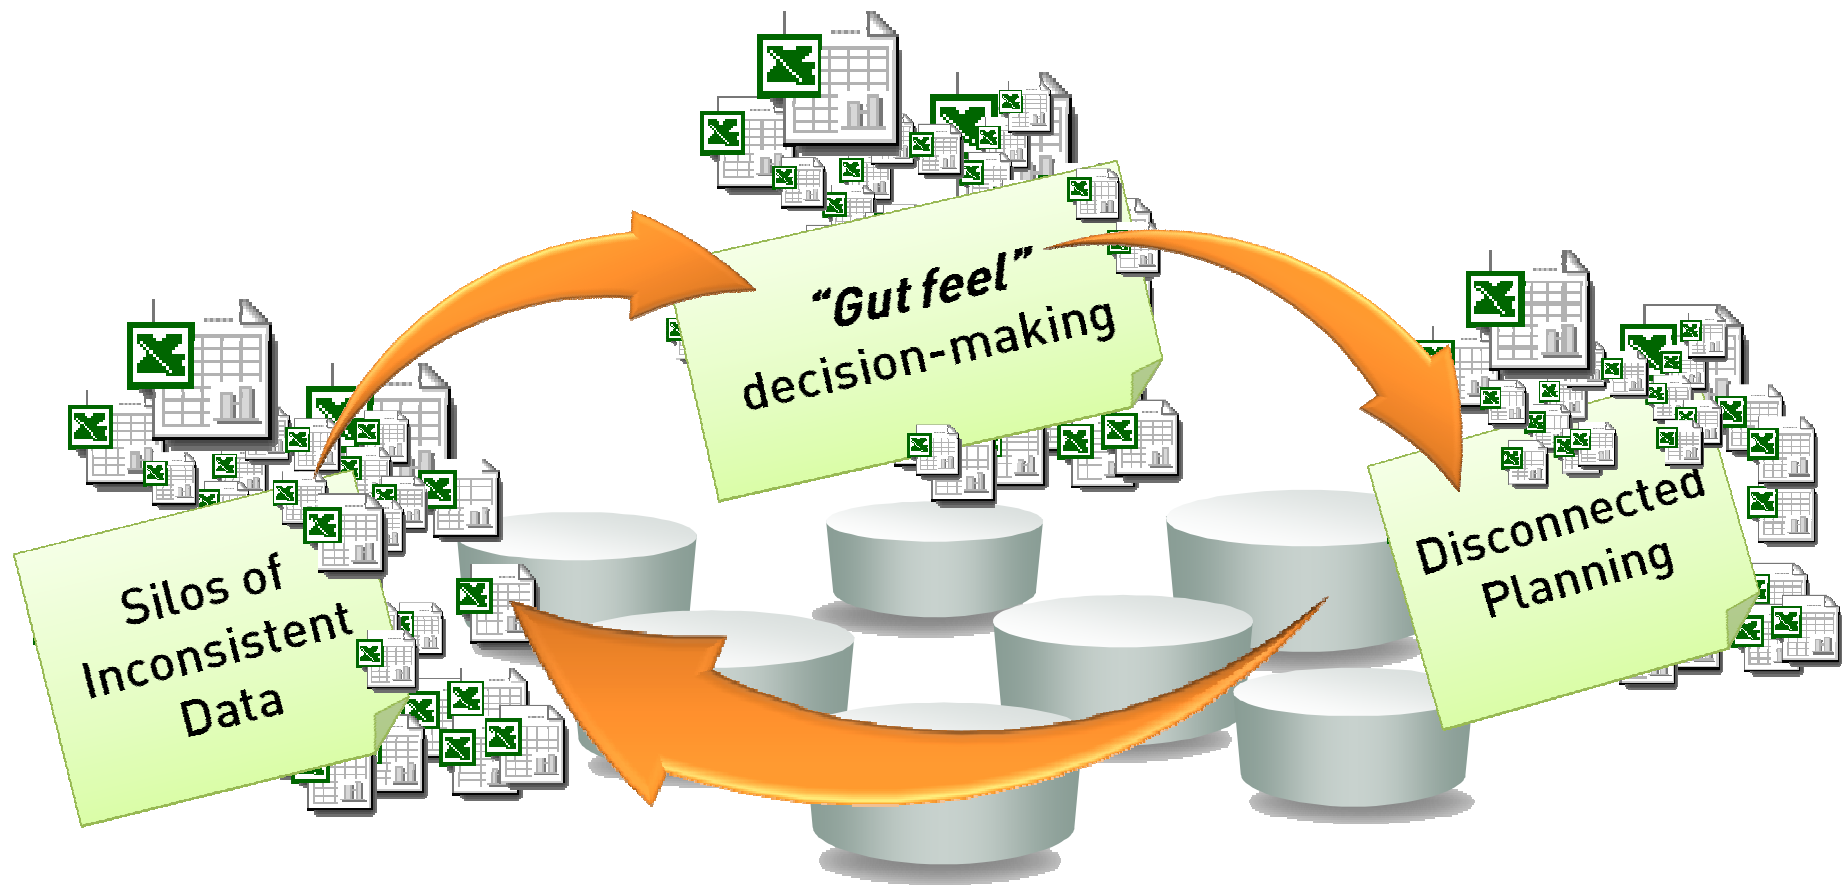 Silos of
Inconsistent
Data
“Gut feel”
decision-making
Disconnected
Planning